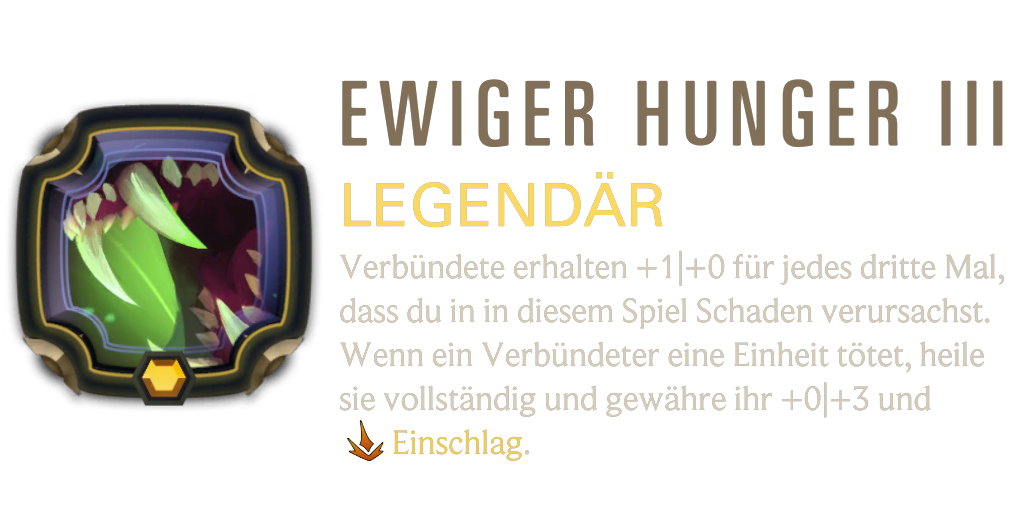 EWIGER HUNGER III
LEGENDÄR
Verbündete erhalten +1|+0 für jedes dritte Mal,
dass du in in diesem Spiel Schaden verursachst.
Wenn ein Verbündeter eine Einheit tötet, heile
sie vollständig und gewähre ihr +0|+3 und
Einschlag.